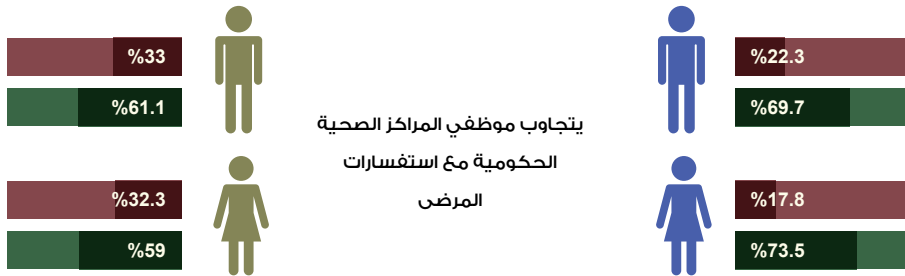 %22.3
%33
%69.7
%61.1
يتجاوب موظفي المراكز الصحية
الحكومية مع استفسارات
المرضى
%17.8
%32.3
%73.5
%59